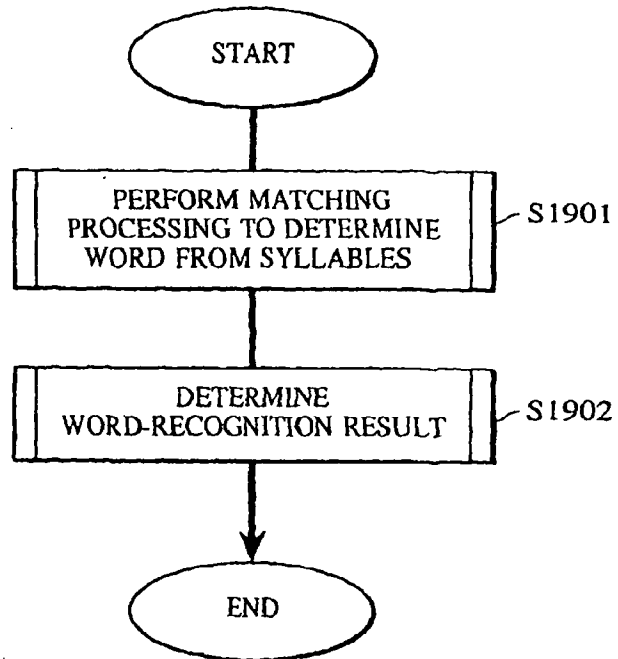 START
PERFORM MATCHING
PROCESSING TO DETERMINE
WORD FROM SYLLABLES
S1901
DETERMINE
WORD-RECOGNITION RESULT
S1902
END